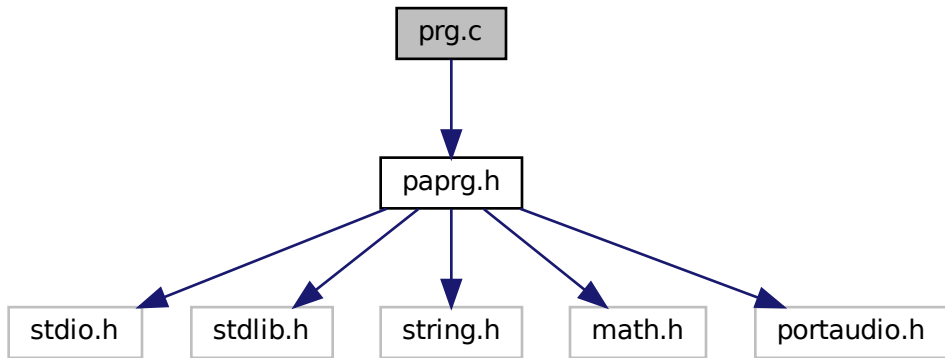 prg.c
paprg.h
stdio.h
stdlib.h
string.h
math.h
portaudio.h